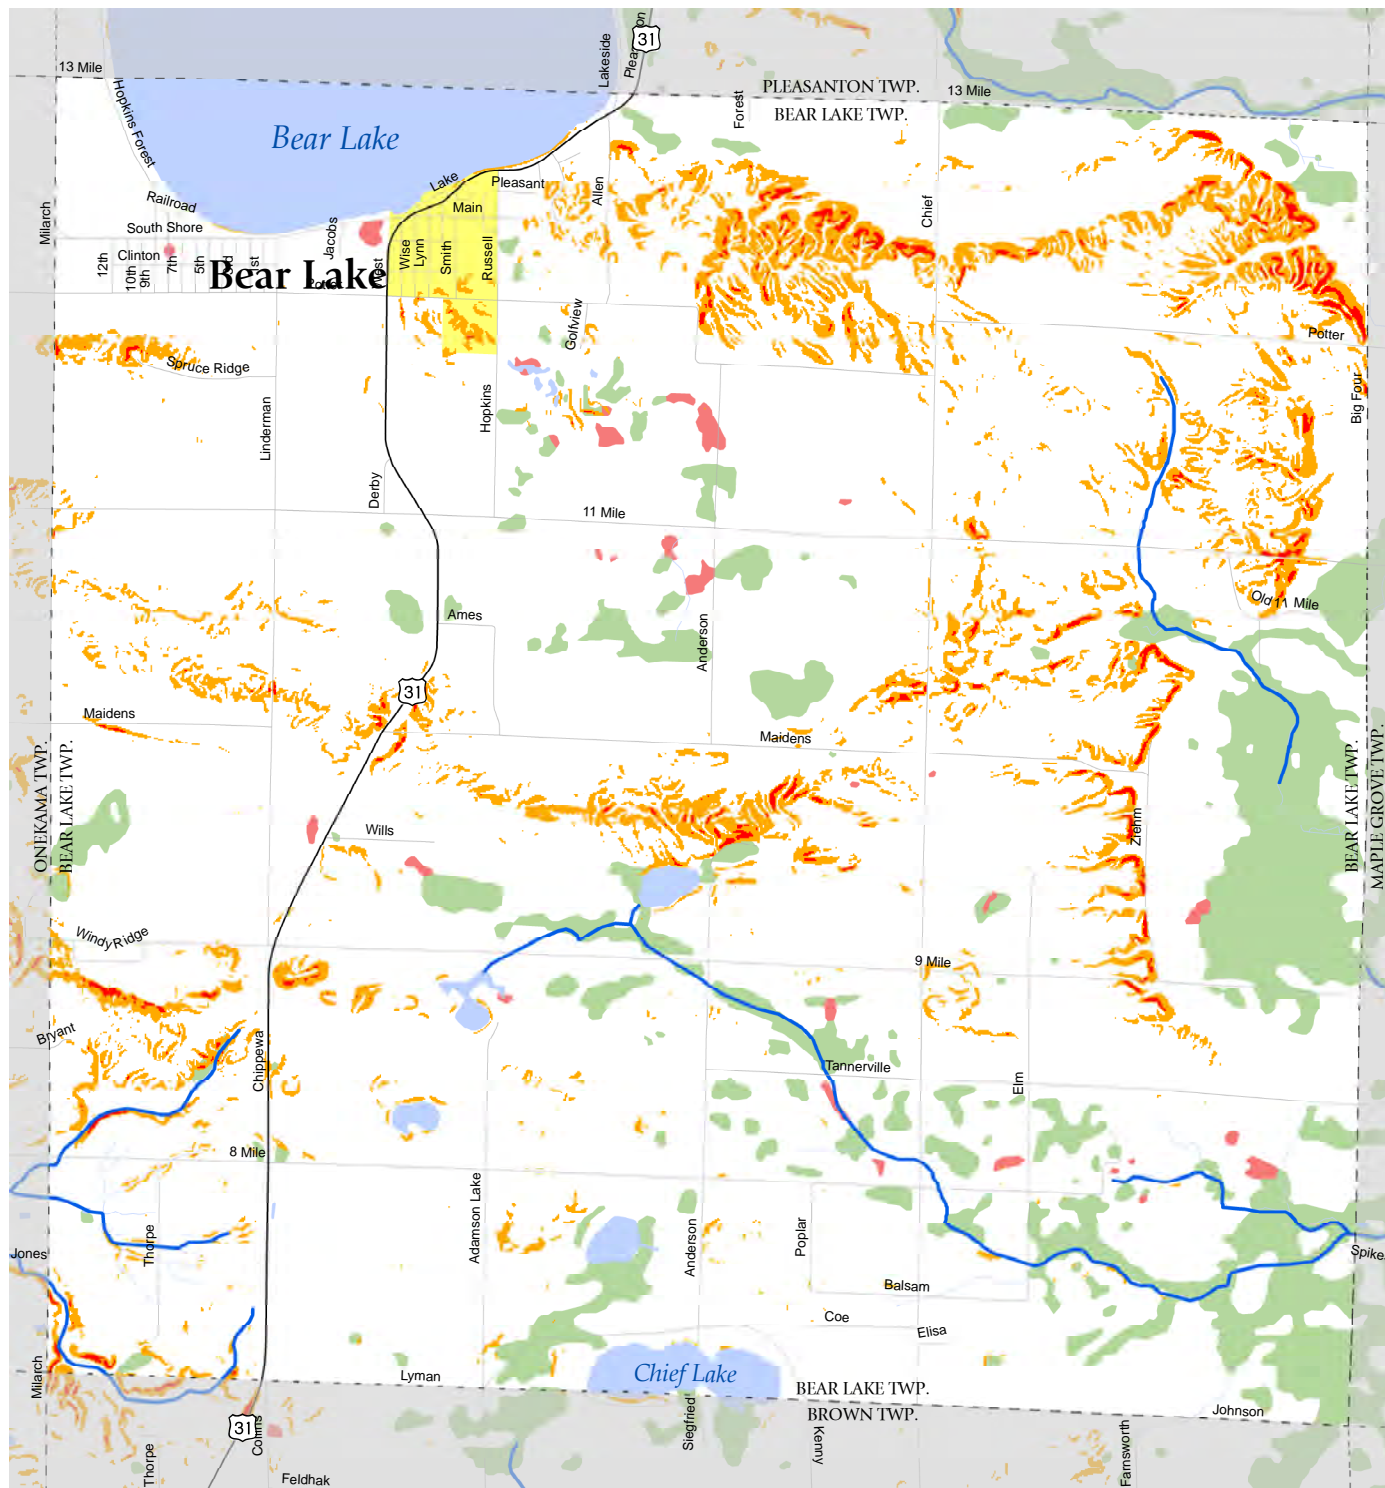 31
Pleasanton
Lakeside
13 Mile
PLEASANTON TWP.
13 Mile
BEAR LAKE TWP.
Forest
Hopkins Forest
Bear Lake
Lake
Pleasant
Allen
Railroad
Main
Milarch
South Shore
Jacobs
Chief
Clinton
12th
10th
9th
7th
5th
3rd
1st
Bear Lake
West
Wise
Lynn
Smith
Russell
Potter
Golfview
Potter
Spruce Ridge
Big Four
Linderman
Hopkins
Derby
11 Mile
Old 11 Mile
Ames
Anderson
31
Maidens
Maidens
ONEKAMA TWP.
BEAR LAKE TWP.
BEAR LAKE TWP.
MAPLE GROVE TWP.
Wills
Zrehm
Windy Ridge
9 Mile
Bryant
Chippewa
Tannerville
Elm
8 Mile
Adamson Lake
Thorpe
Anderson
Poplar
Jones
Spike
Balsam
Coe
Elisa
Milarch
Lyman
Chief Lake
BEAR LAKE TWP.
BROWN TWP.
Johnson
31
Collins
Siegfried
Kenny
Farnsworth
Thorpe
Feldhak